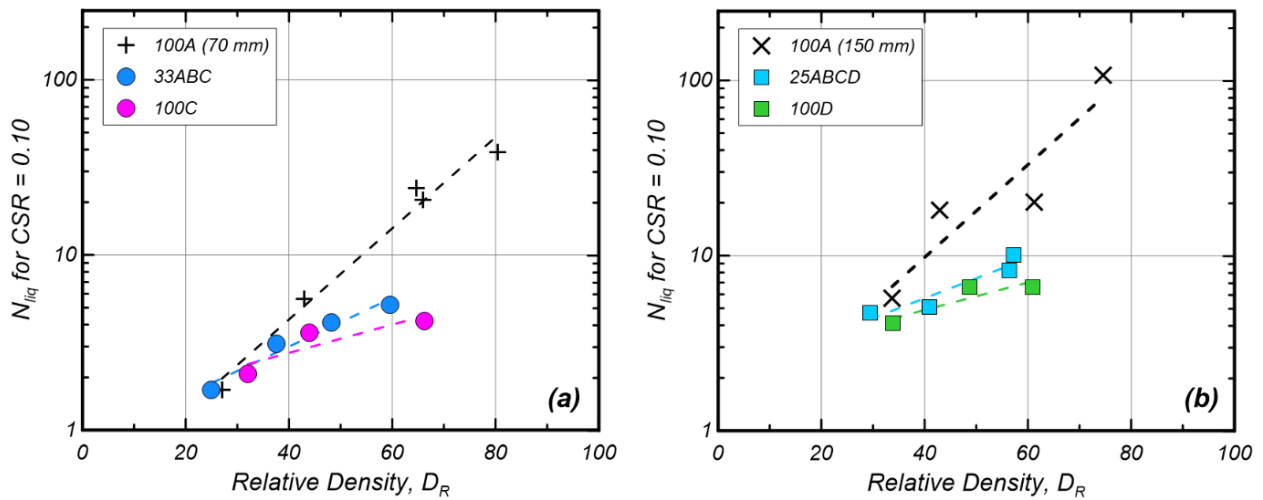 100A (70 mm)
33ABC
100C
N_liq for CSR = 0.10
100
10
1
(a)
0 20 40 60 80 100
Relative Density, D_R
100A (150 mm)
25ABCD
100D
N_liq for CSR = 0.10
100
10
1
(b)
0 20 40 60 80 100
Relative Density, D_R